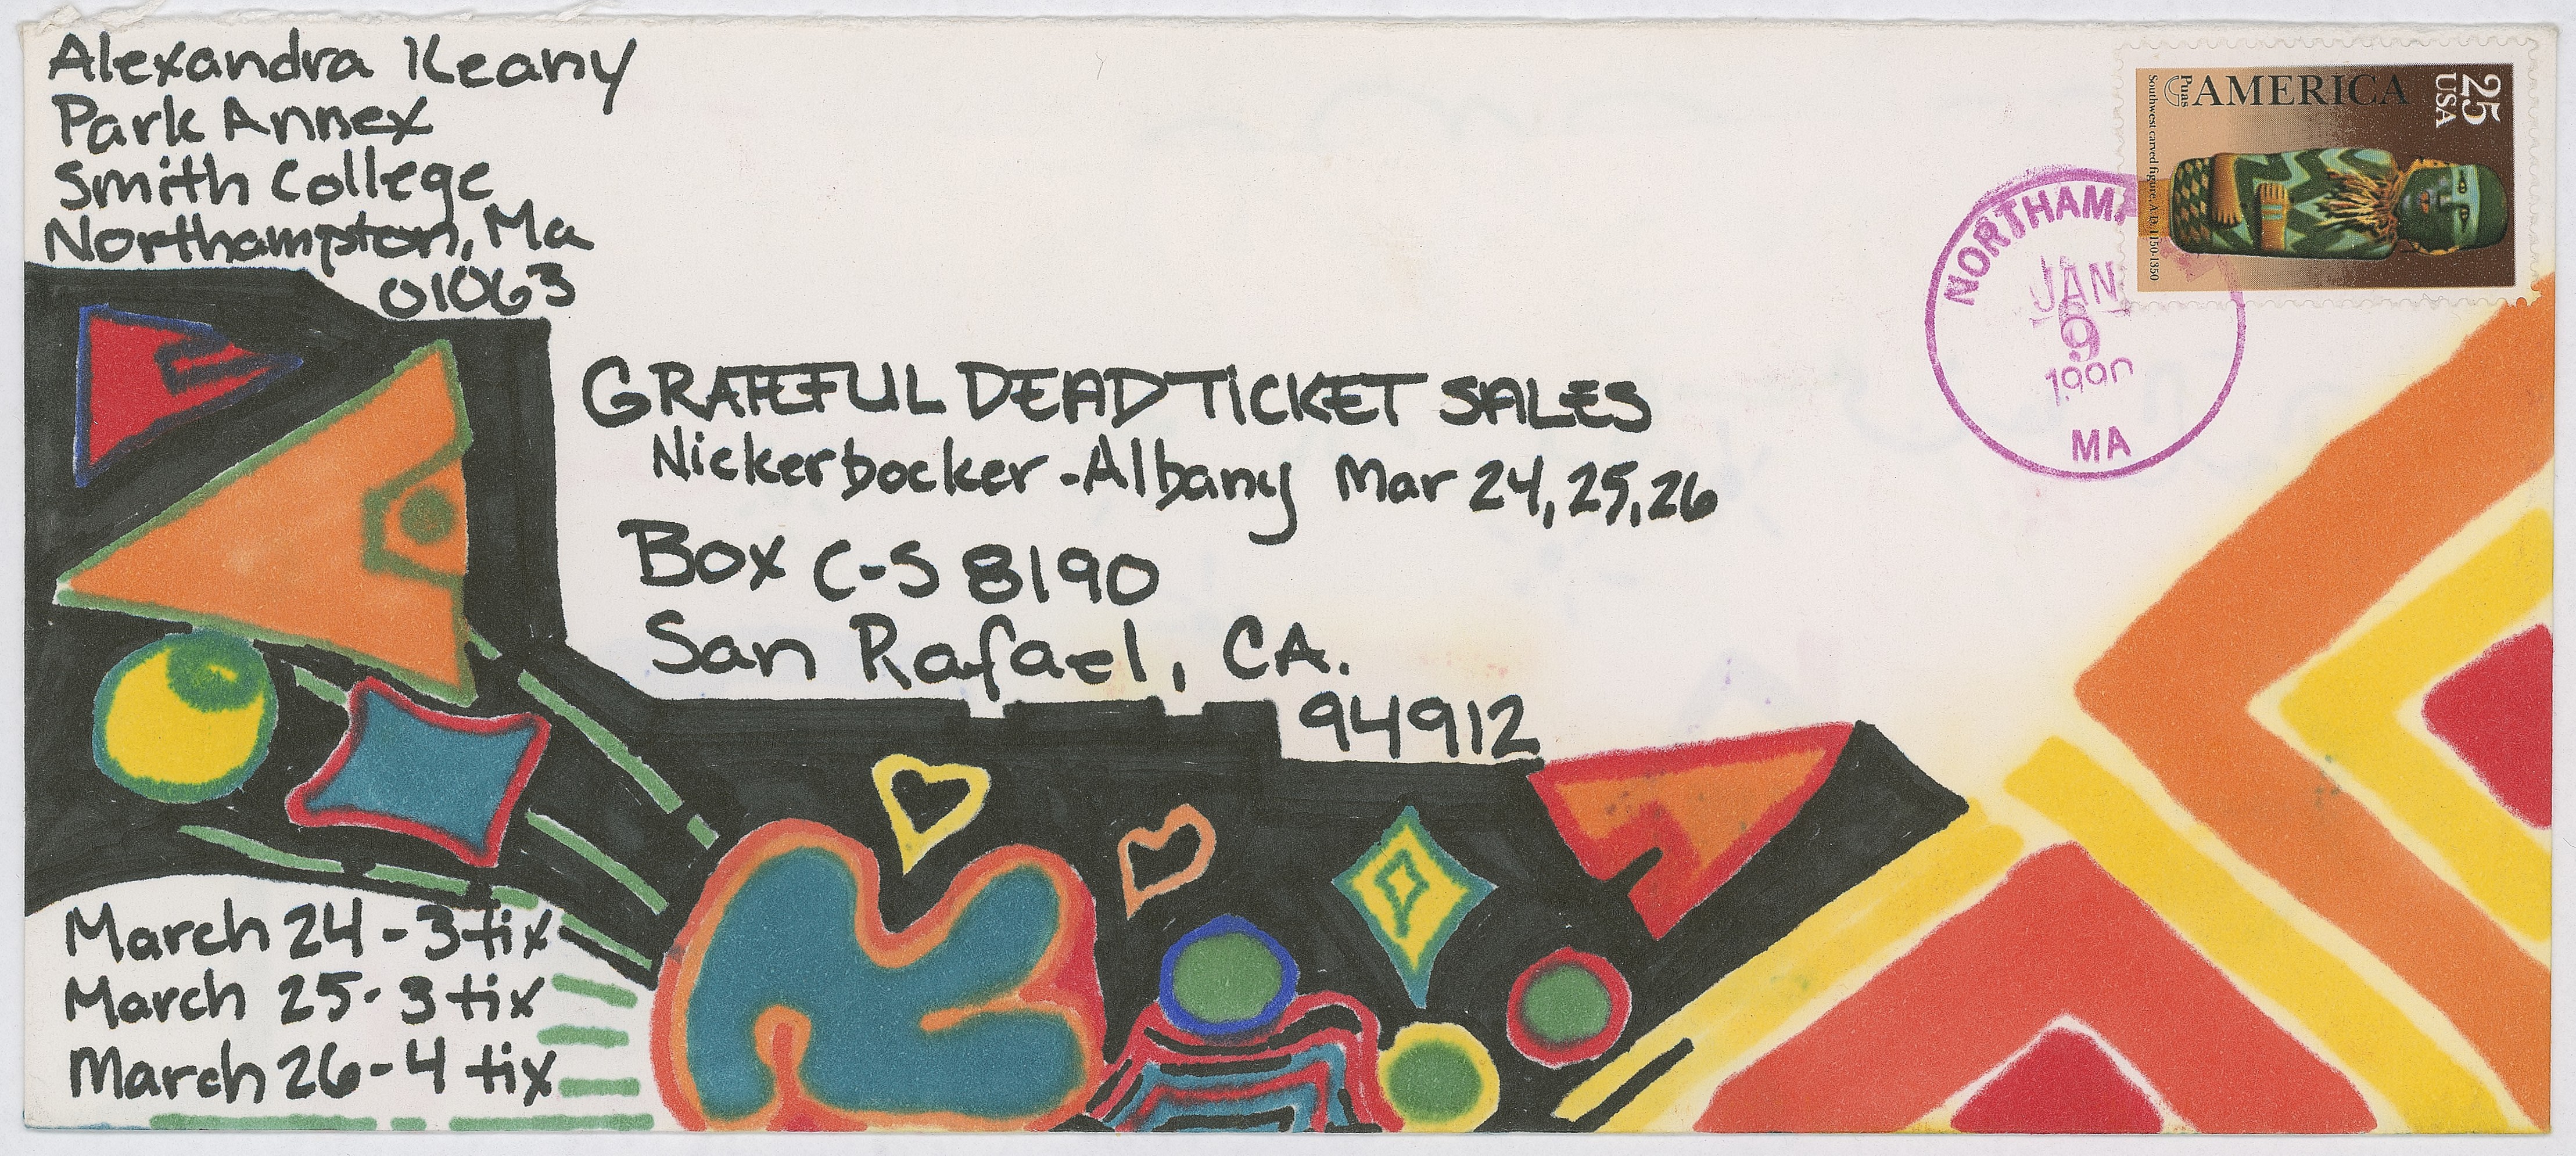 Alexandra Keany
Park Annex
Smith College
Northampton, Ma
01063
25
USA
AMERICA
PUAS
Southwest carved figure, A.D. 1150-1350
NORTHAMP
JAN
9
1990
MA
GRATEFUL DEAD TICKET SALES
Nickerbocker - Albany Mar 24, 25, 26
Box C-S 8190
San Rafael, CA.
94912
March 24 - 3 tix
March 25 - 3 tix
March 26 - 4 tix